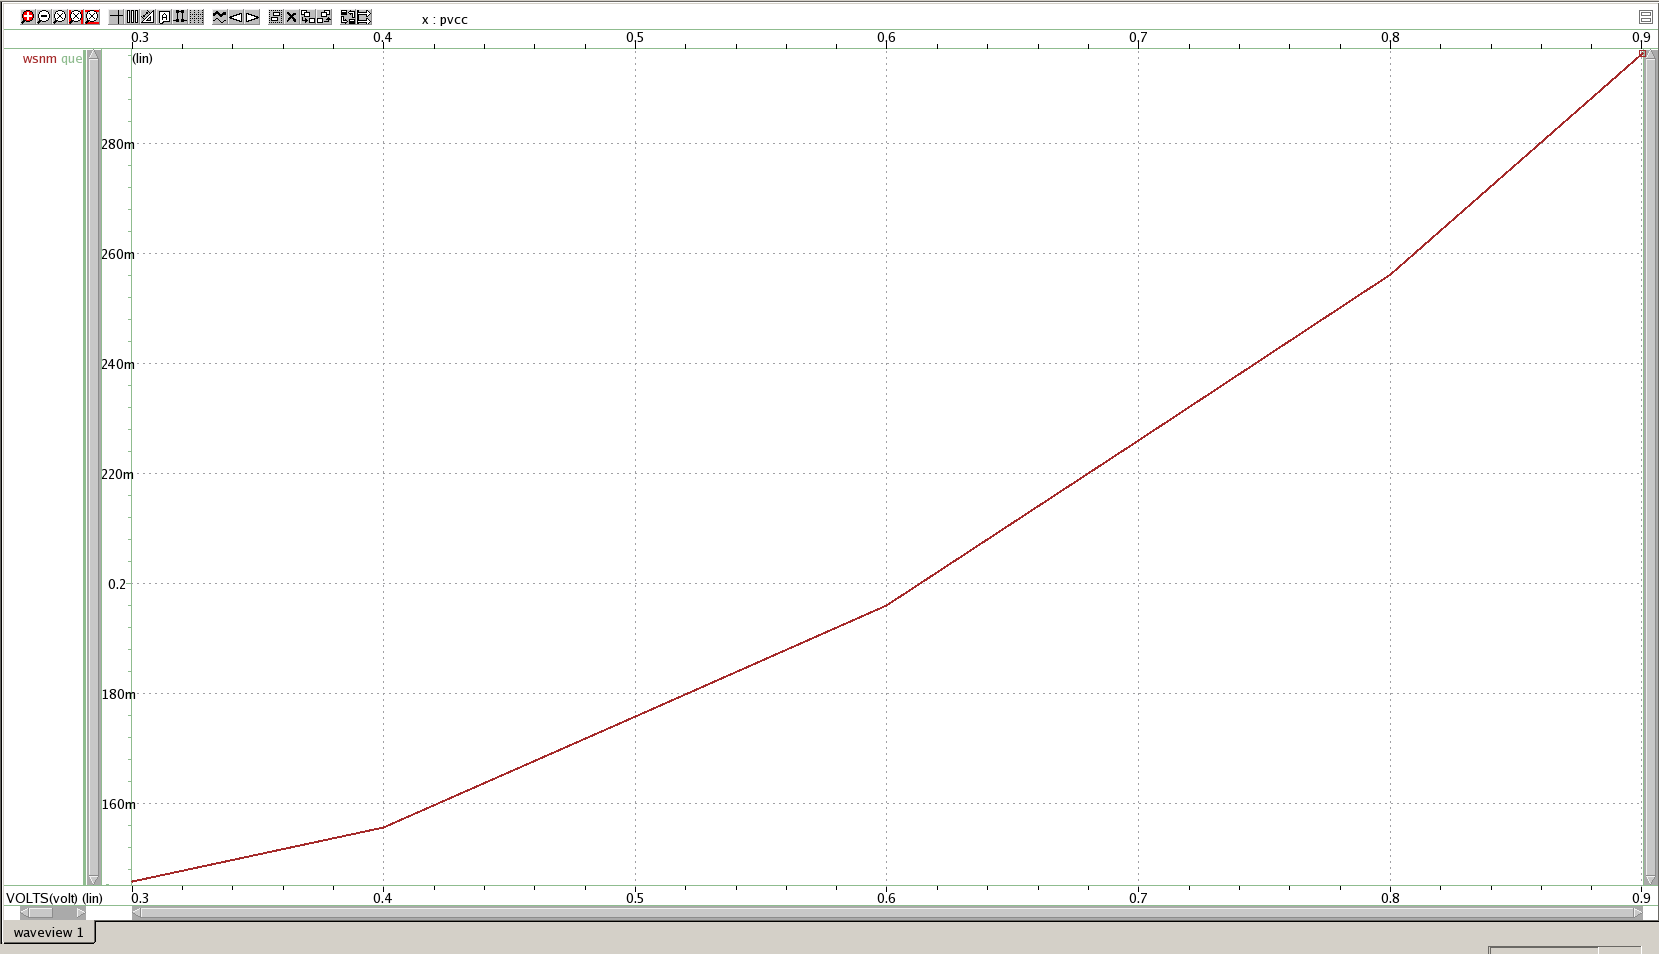 x : pvcc
0.3 0.4 0.5 0.6 0.7 0.8 0.9
wsnm que (lin)
280m
260m
240m
220m
0.2
180m
160m
VOLTS(volt) (lin) 0.3 0.4 0.5 0.6 0.7 0.8 0.9
waveview 1